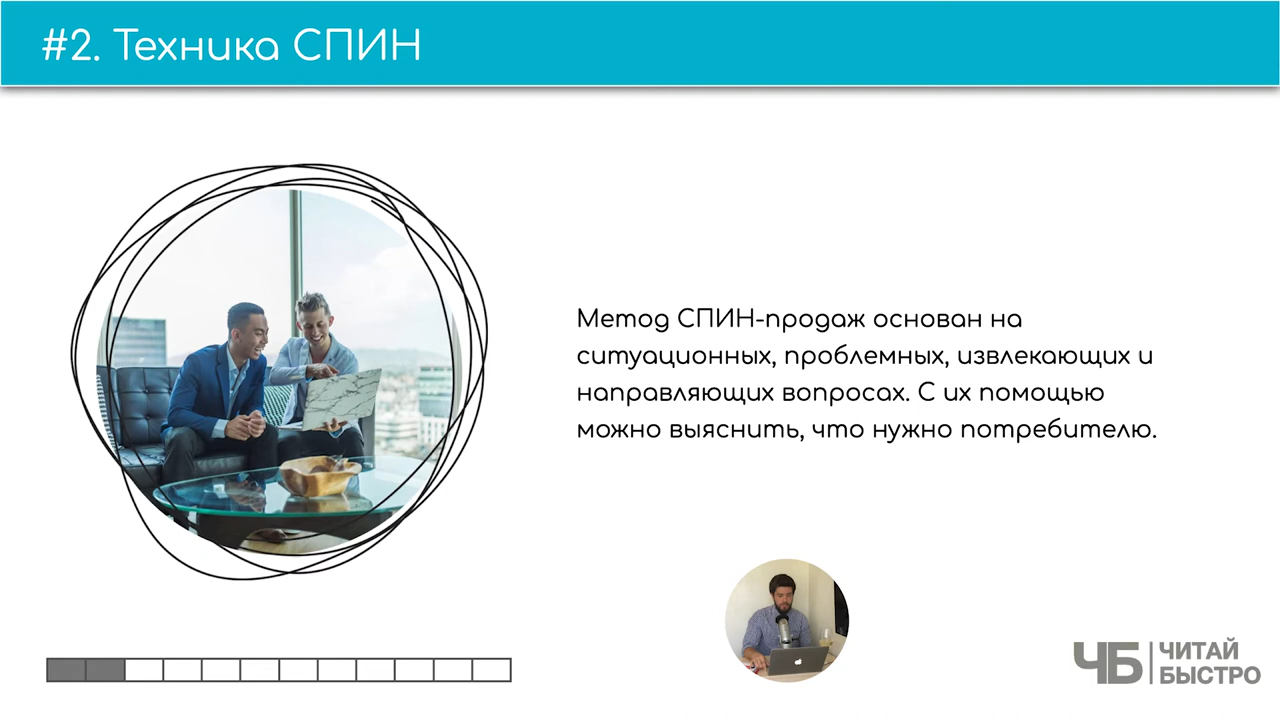 #2. Техника СПИН
Метод СПИН-продаж основан на
ситуационных, проблемных, извлекающих и
направляющих вопросах. С их помощью
можно выяснить, что нужно потребителю.
ЧБ
ЧИТАЙ
БЫСТРО